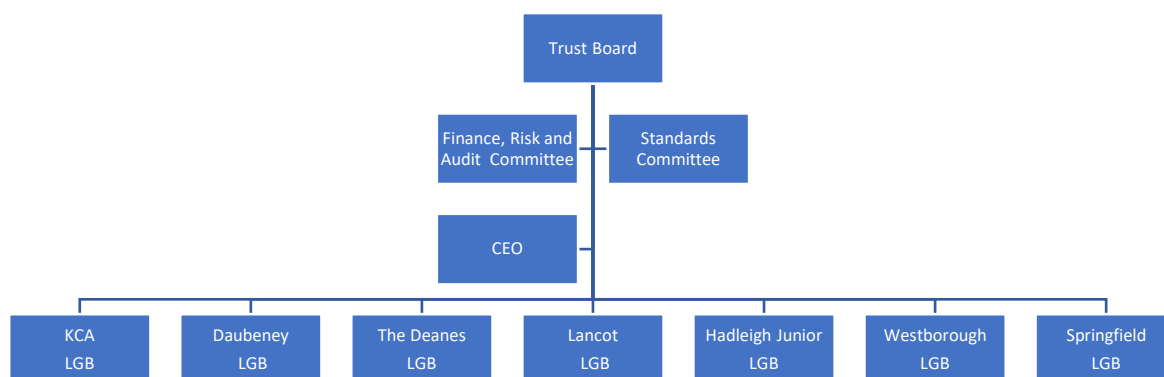 Trust Board
Finance, Risk and
Audit Committee
Standards
Committee
CEO
KCA
LGB
Daubeney
LGB
The Deanes
LGB
Lancot
LGB
Hadleigh Junior
LGB
Westborough
LGB
Springfield
LGB